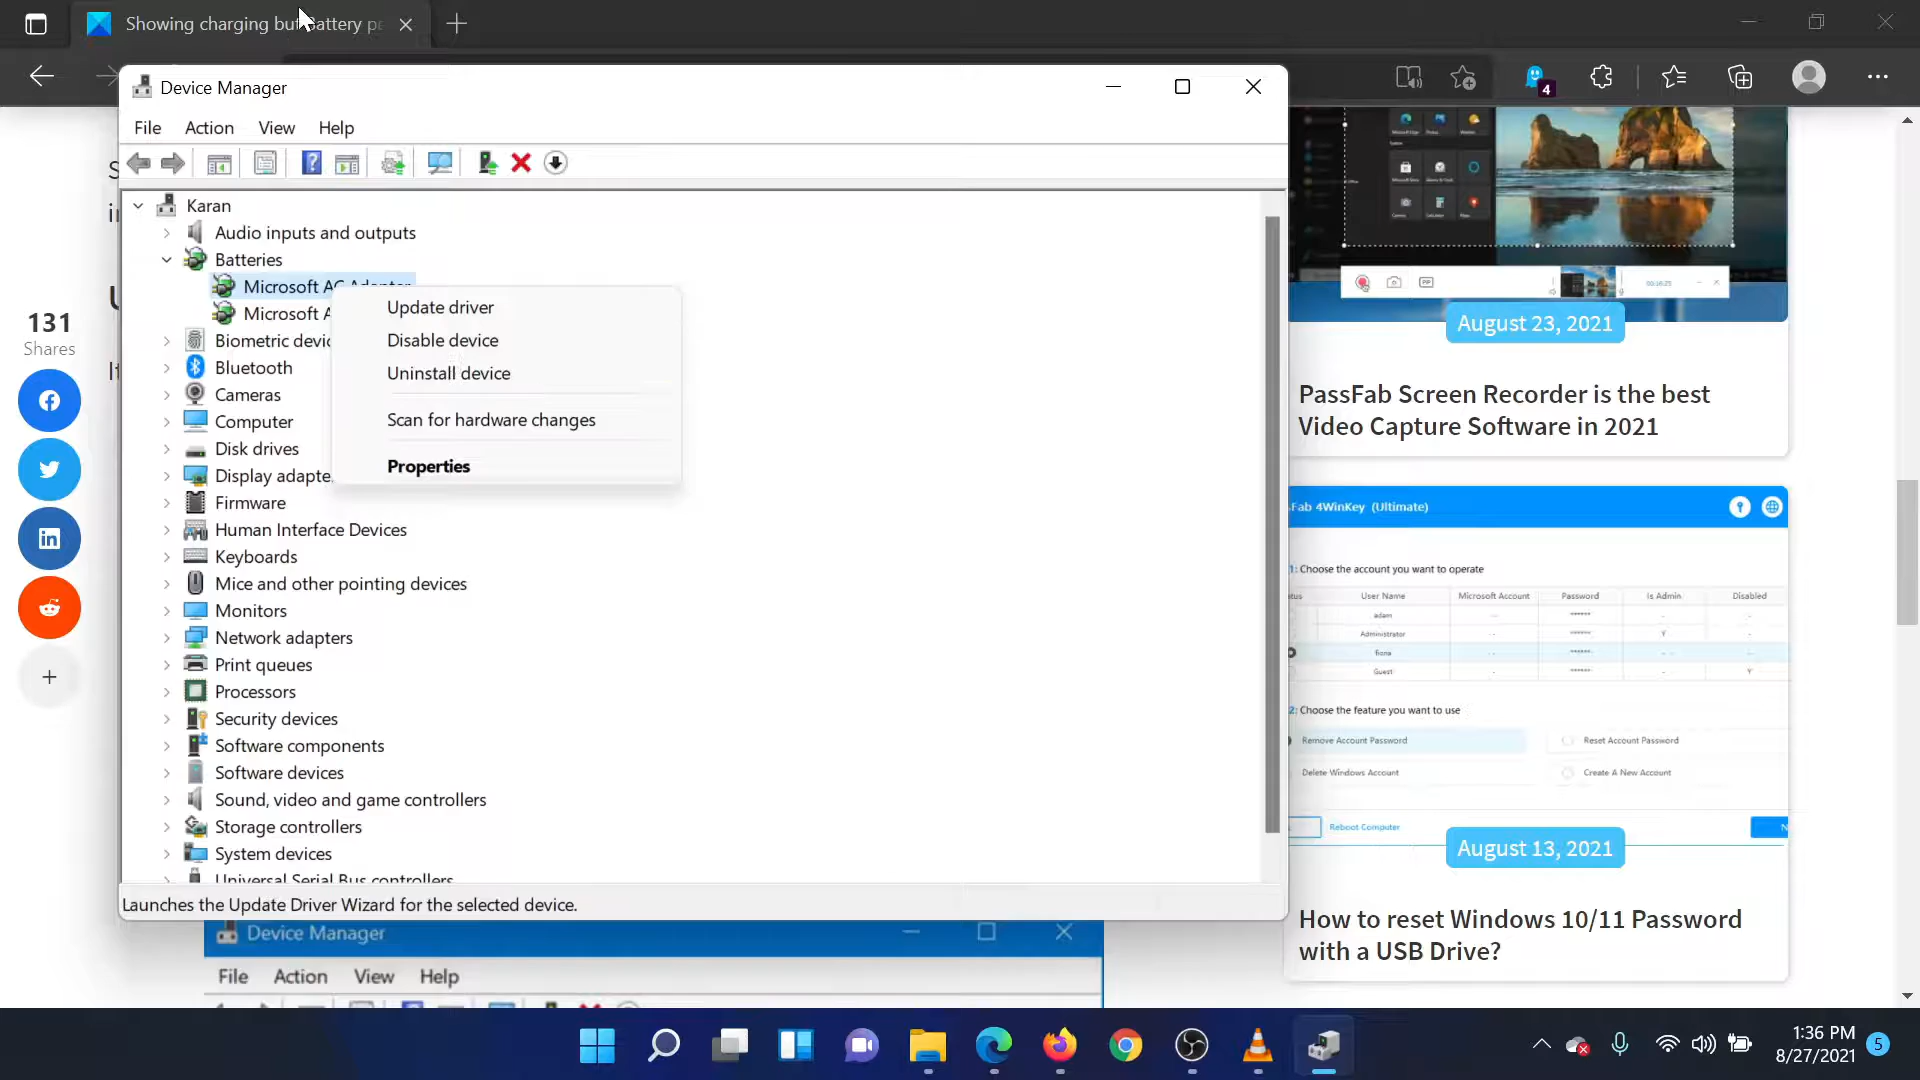 Showing charging but Battery pe
4
Device Manager
File Action View Help
Karan
Audio inputs and outputs
Batteries
Microsoft AC Adapter
Microsoft A
Biometric devic
Bluetooth
Cameras
Computer
Disk drives
Display adapte
Firmware
Human Interface Devices
Keyboards
Mice and other pointing devices
Monitors
Network adapters
Print queues
Processors
Security devices
Software components
Software devices
Sound, video and game controllers
Storage controllers
System devices
Universal Serial Bus controllers
Launches the Update Driver Wizard for the selected device.
Update driver
Disable device
Uninstall device
Scan for hardware changes
Properties
131
Shares
Device Manager
File Action View Help
August 23, 2021
PassFab Screen Recorder is the best
Video Capture Software in 2021
sFab 4WinKey (Ultimate)
1: Choose the account you want to operate
tus User Name Microsoft Account Password Is Admin Disabled
adam - ****** - -
Administrator - ****** Y -
fiona - ****** - -
Guest - ****** - Y
2: Choose the feature you want to use
Remove Account Password Reset Account Password
Delete Windows Account Create A New Account
Reboot Computer N
August 13, 2021
How to reset Windows 10/11 Password
with a USB Drive?
1:36 PM
8/27/2021
5